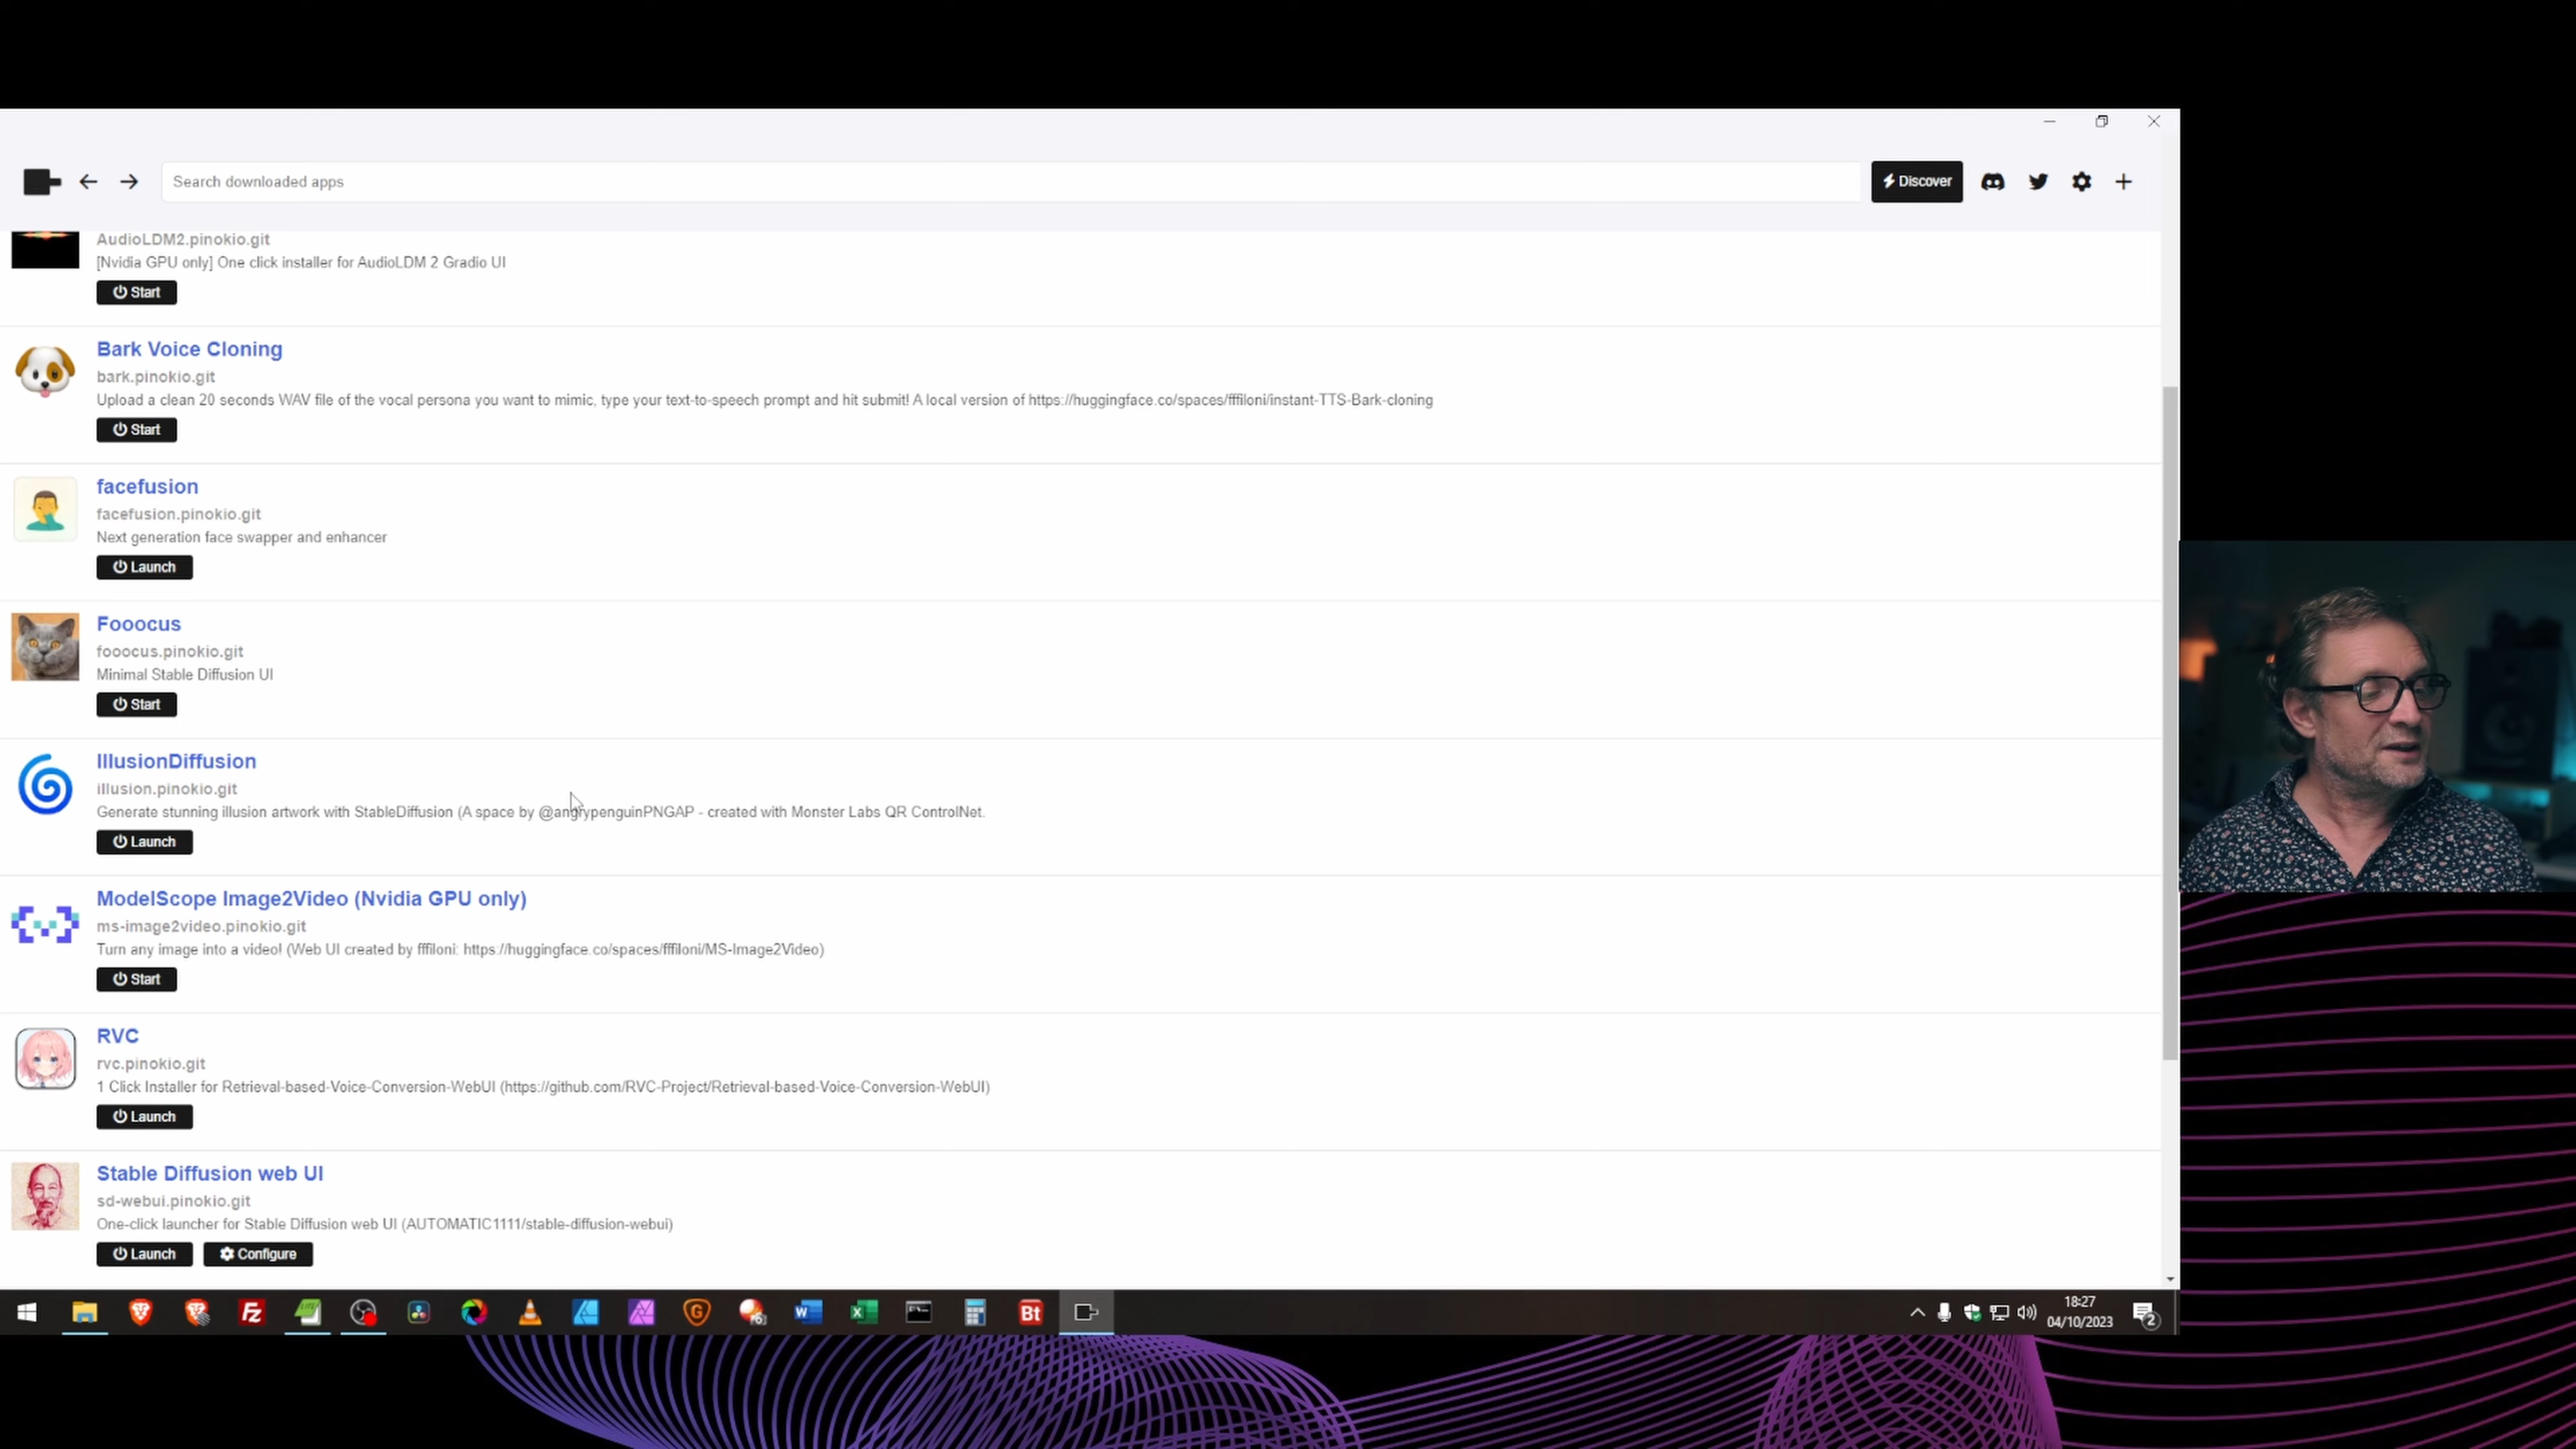 Search downloaded apps
Discover
AudioLDM2.pinokio.git
[Nvidia GPU only] One click installer for AudioLDM 2 Gradio UI
Start
Bark Voice Cloning
bark.pinokio.git
Upload a clean 20 seconds WAV file of the vocal persona you want to mimic, type your text-to-speech prompt and hit submit! A local version of https://huggingface.co/spaces/fffiloni/instant-TTS-Bark-cloning
Start
facefusion
facefusion.pinokio.git
Next generation face swapper and enhancer
Launch
Fooocus
fooocus.pinokio.git
Minimal Stable Diffusion UI
Start
IllusionDiffusion
illusion.pinokio.git
Generate stunning illusion artwork with StableDiffusion (A space by @angrypenguinPNGAP - created with Monster Labs QR ControlNet.
Launch
ModelScope Image2Video (Nvidia GPU only)
ms-image2video.pinokio.git
Turn any image into a video! (Web UI created by fffiloni: https://huggingface.co/spaces/fffiloni/MS-Image2Video)
Start
RVC
rvc.pinokio.git
1 Click Installer for Retrieval-based-Voice-Conversion-WebUI (https://github.com/RVC-Project/Retrieval-based-Voice-Conversion-WebUI)
Launch
Stable Diffusion web UI
sd-webui.pinokio.git
One-click launcher for Stable Diffusion web UI (AUTOMATIC1111/stable-diffusion-webui)
Launch Configure
Fz
G
W
X
Bt
18:27
04/10/2023
2